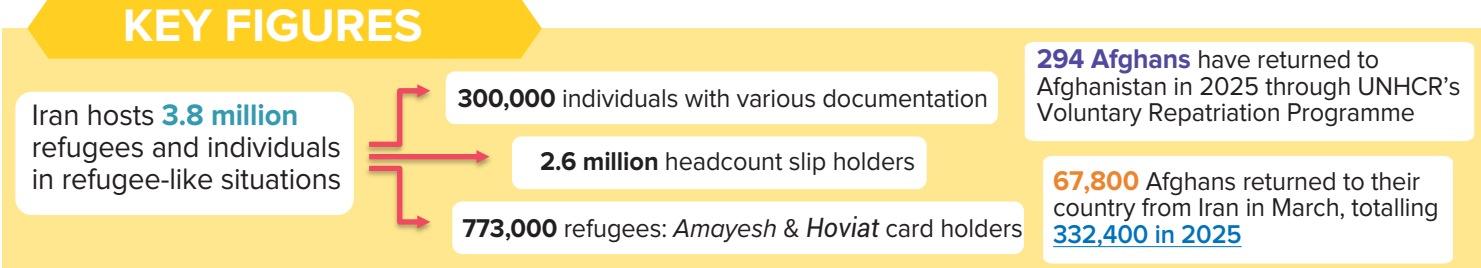 KEY FIGURES
Iran hosts 3.8 million
refugees and individuals
in refugee-like situations
300,000 individuals with various documentation
2.6 million headcount slip holders
773,000 refugees: Amayesh & Hoviat card holders
294 Afghans have returned to
Afghanistan in 2025 through UNHCR’s
Voluntary Repatriation Programme
67,800 Afghans returned to their
country from Iran in March, totalling
332,400 in 2025